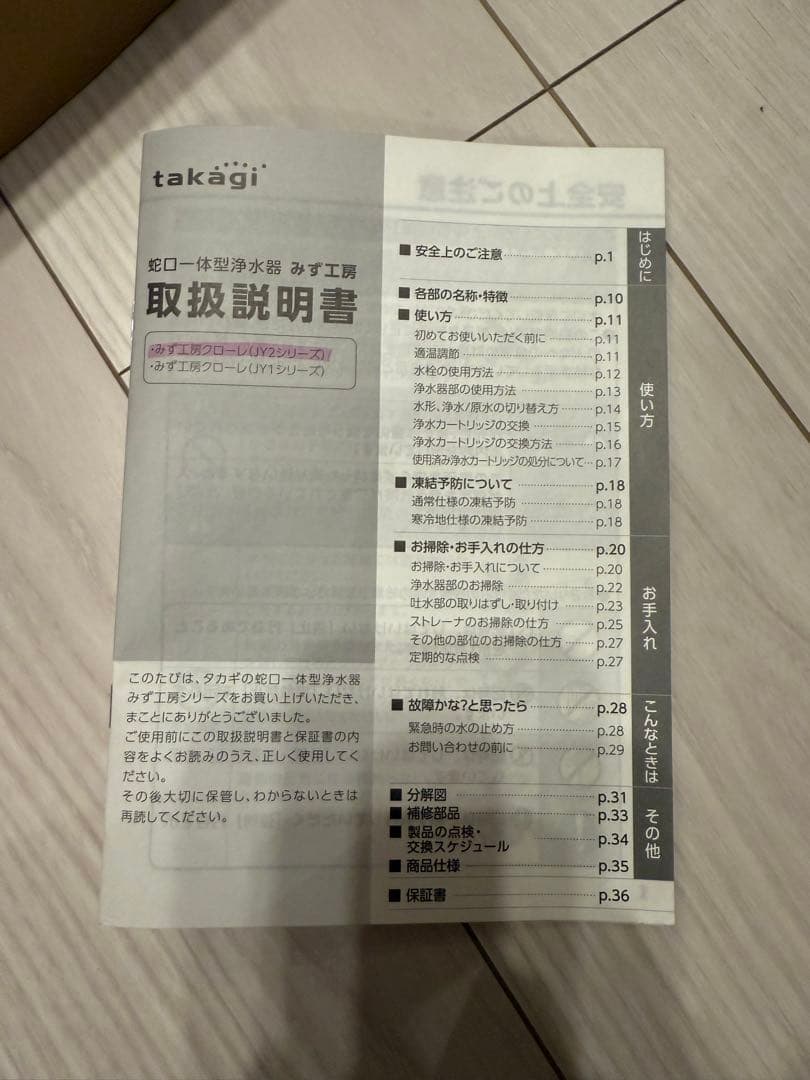 takagi
蛇口一体型浄水器 みず工房
取扱説明書
・みず工房クローレ(JY2シリーズ)
・みず工房クローレ(JY1シリーズ)
このたびは、タカギの蛇口一体型浄水器
みず工房シリーズをお買い上げいただき、
まことにありがとうございました。
ご使用前にこの取扱説明書と保証書の内
容をよくお読みのうえ、正しく使用してく
ださい。
その後大切に保管し、わからないときは
再読してください。
はじめに
■ 安全上のご注意 p.1
使い方
■ 各部の名称・特徴 p.10
■ 使い方 p.11
初めてお使いいただく前に p.11
適温調節 p.11
水栓の使用方法 p.12
浄水器部の使用方法 p.13
水形、浄水/原水の切り替え方 p.14
浄水カートリッジの交換 p.15
浄水カートリッジの交換方法 p.16
使用済み浄水カートリッジの処分について p.17
■ 凍結予防について p.18
通常仕様の凍結予防 p.18
寒冷地仕様の凍結予防 p.18
お手入れ
■ お掃除・お手入れの仕方 p.20
お掃除・お手入れについて p.20
浄水器部のお掃除 p.22
吐水部の取りはずし・取り付け p.23
ストレーナのお掃除の仕方 p.25
その他の部位のお掃除の仕方 p.27
定期的な点検 p.27
こんなときは
■ 故障かな?と思ったら p.28
緊急時の水の止め方 p.28
お問い合わせの前に p.29
その他
■ 分解図 p.31
■ 補修部品 p.33
■ 製品の点検・
交換スケジュール p.34
■ 商品仕様 p.35
■ 保証書 p.36
安全上のご注意